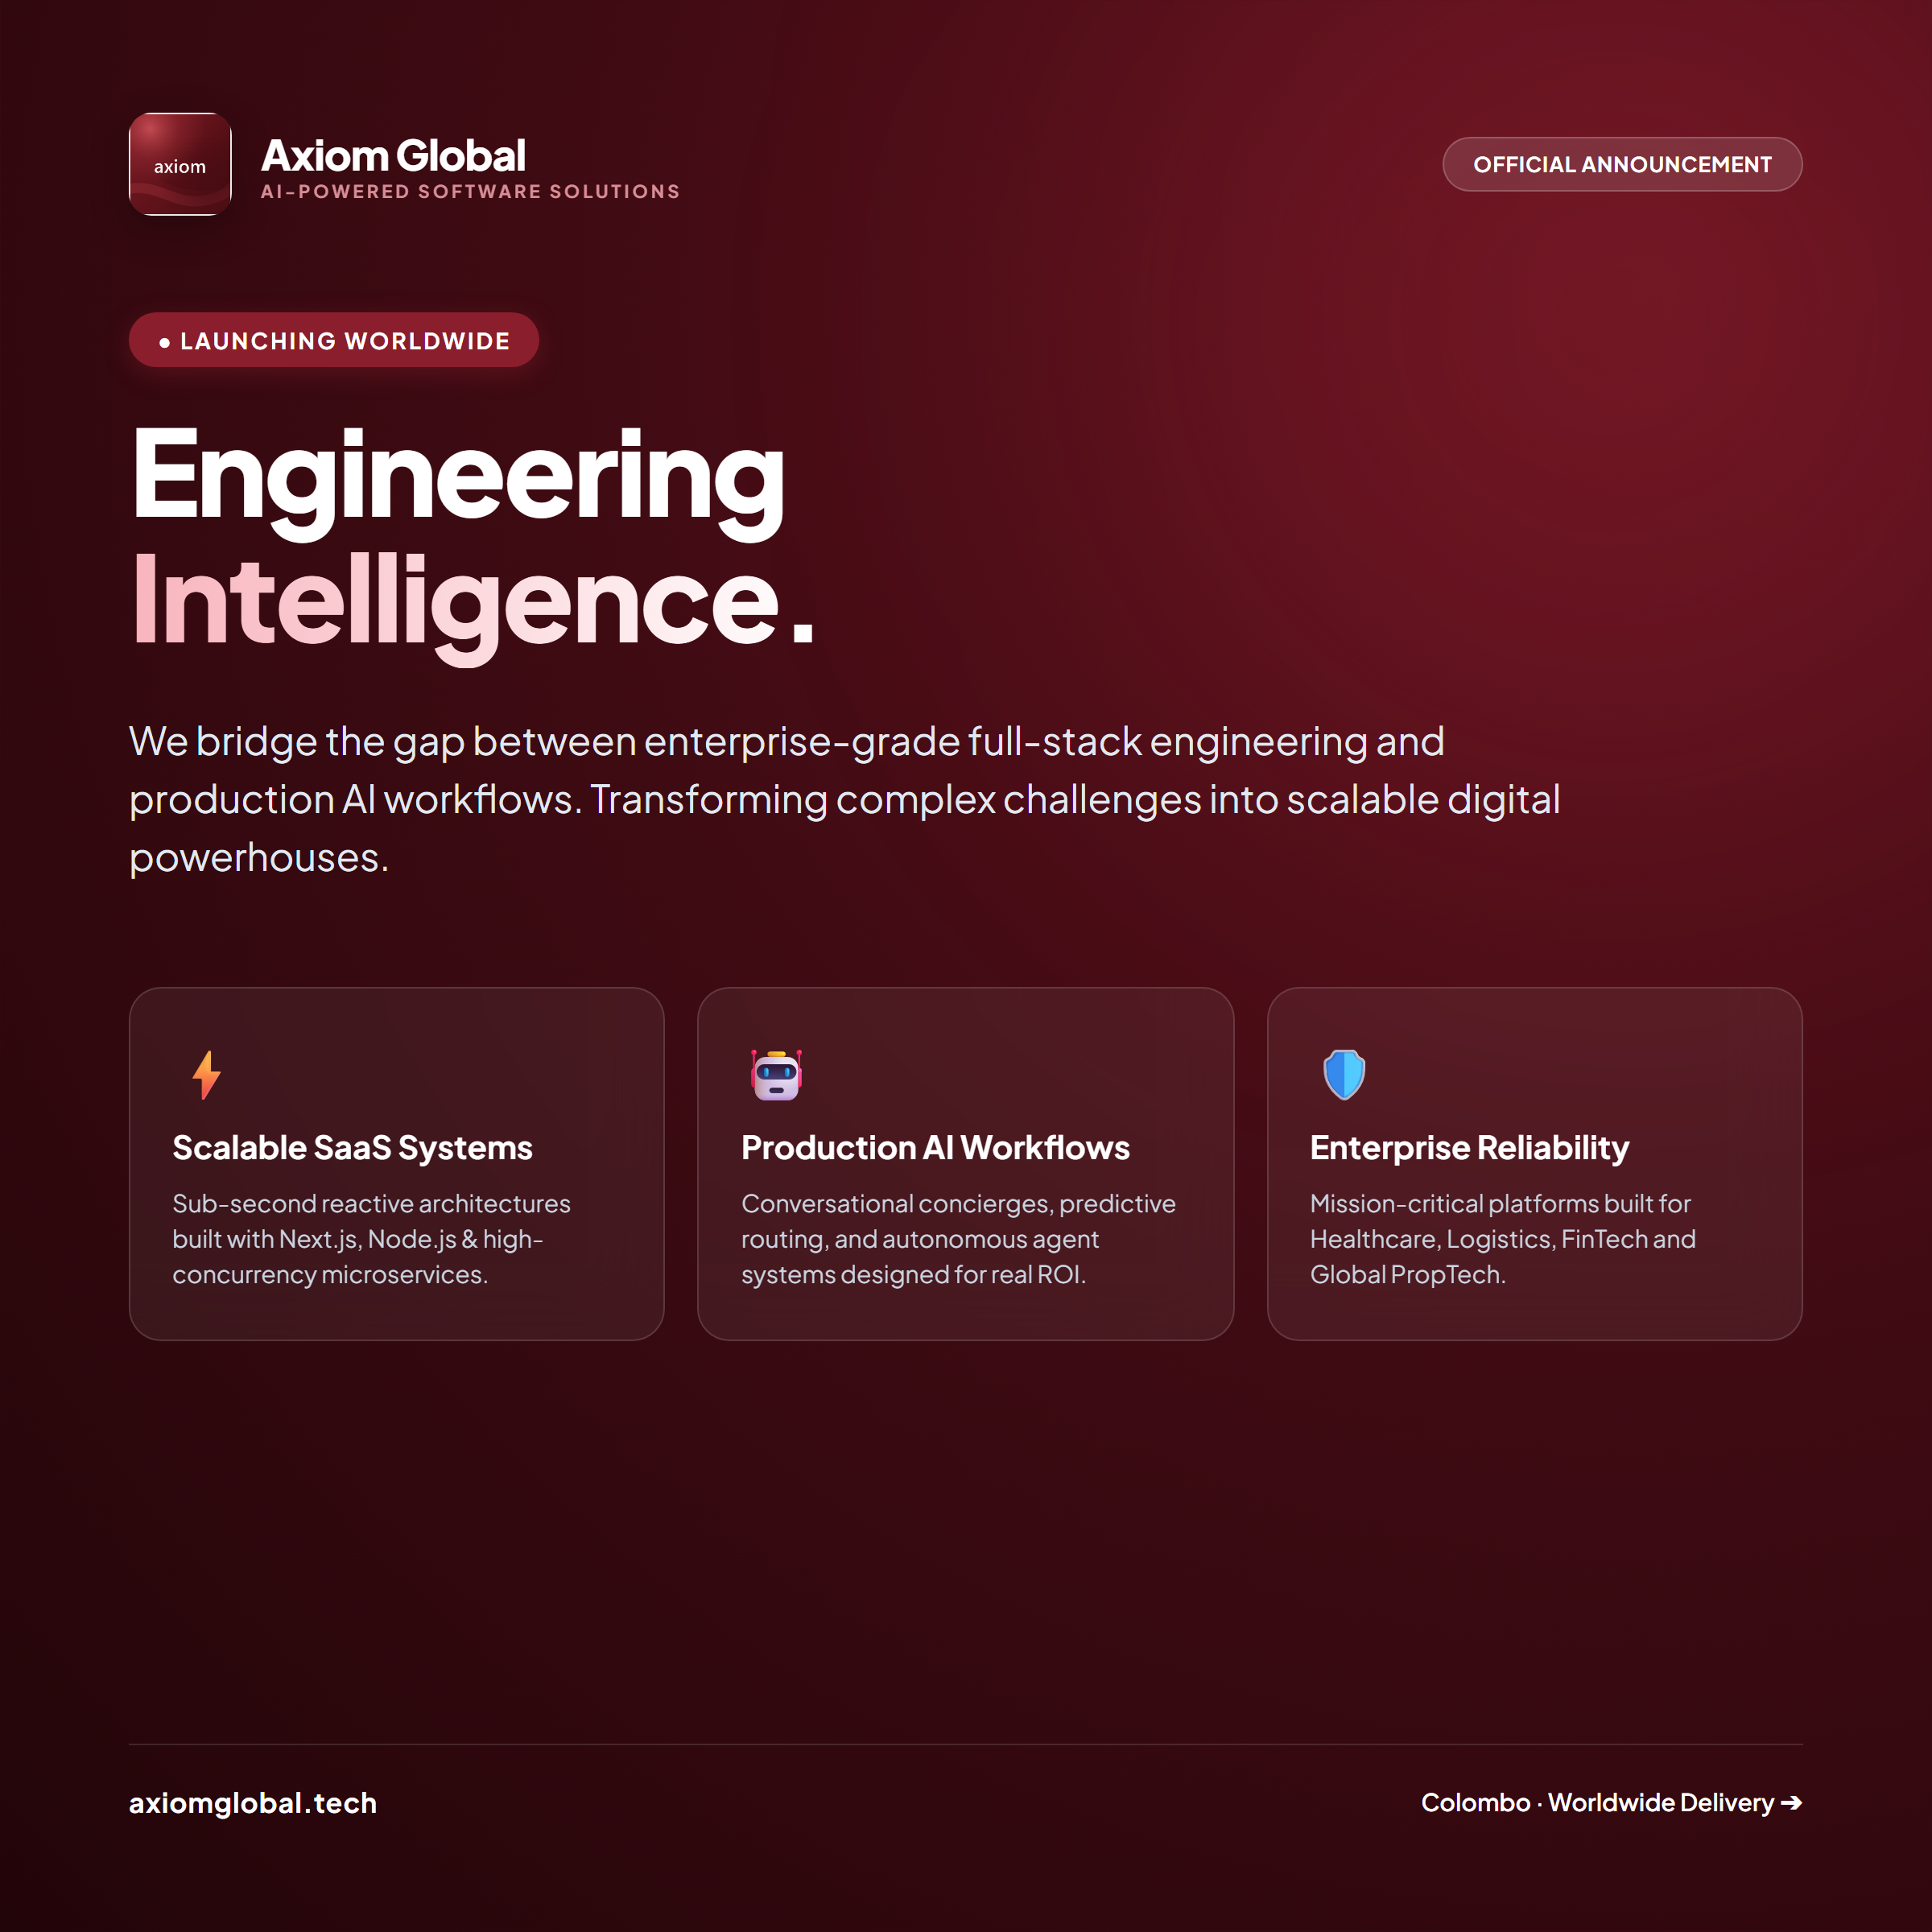 axiom
Axiom Global
AI-POWERED SOFTWARE SOLUTIONS
OFFICIAL ANNOUNCEMENT
● LAUNCHING WORLDWIDE
Engineering
Intelligence.
We bridge the gap between enterprise-grade full-stack engineering and
production AI workflows. Transforming complex challenges into scalable digital
powerhouses.
Scalable SaaS Systems
Sub-second reactive architectures
built with Next.js, Node.js & high-
concurrency microservices.
Production AI Workflows
Conversational concierges, predictive
routing, and autonomous agent
systems designed for real ROI.
Enterprise Reliability
Mission-critical platforms built for
Healthcare, Logistics, FinTech and
Global PropTech.
axiomglobal.tech
Colombo · Worldwide Delivery ➔